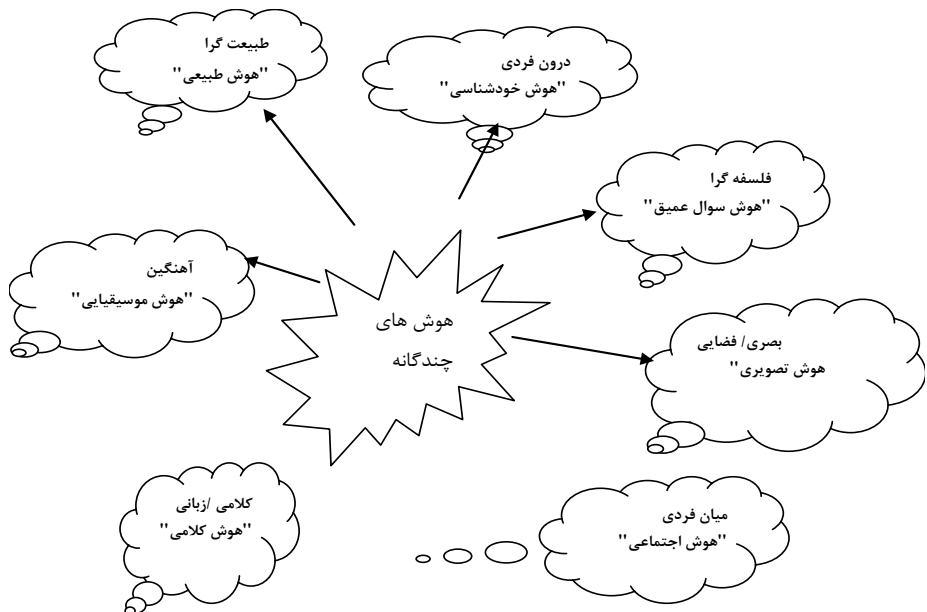 طبیعت گرا
"هوش طبیعی"
درون فردی
"هوش خودشناسی"
فلسفه گرا
"هوش سوال عمیق"
آهنگین
"هوش موسیقیایی"
هوش های
چندگانه
بصری/ فضایی
هوش تصویری"
کلامی /زبانی
"هوش کلامی"
میان فردی
"هوش اجتماعی"